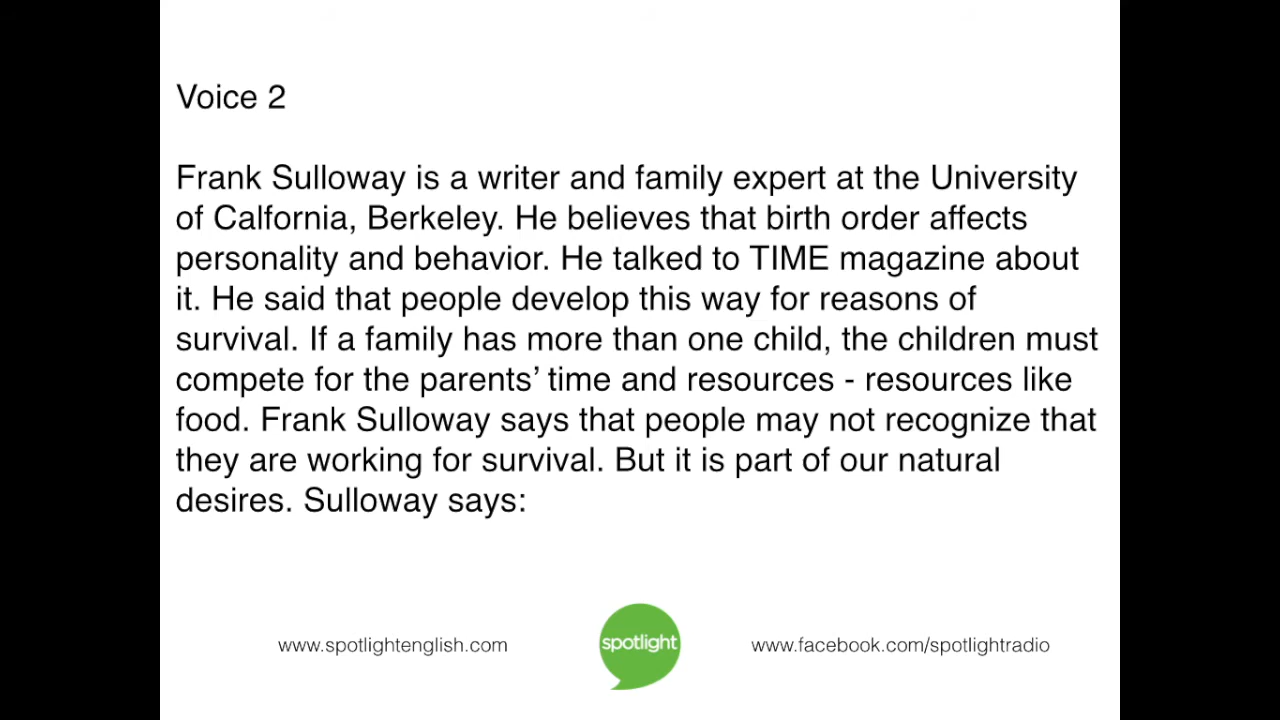 Voice 2
Frank Sulloway is a writer and family expert at the University
of Calfornia, Berkeley. He believes that birth order affects
personality and behavior. He talked to TIME magazine about
it. He said that people develop this way for reasons of
survival. If a family has more than one child, the children must
compete for the parents’ time and resources - resources like
food. Frank Sulloway says that people may not recognize that
they are working for survival. But it is part of our natural
desires. Sulloway says:
www.spotlightenglish.com
spotlight
www.facebook.com/spotlightradio